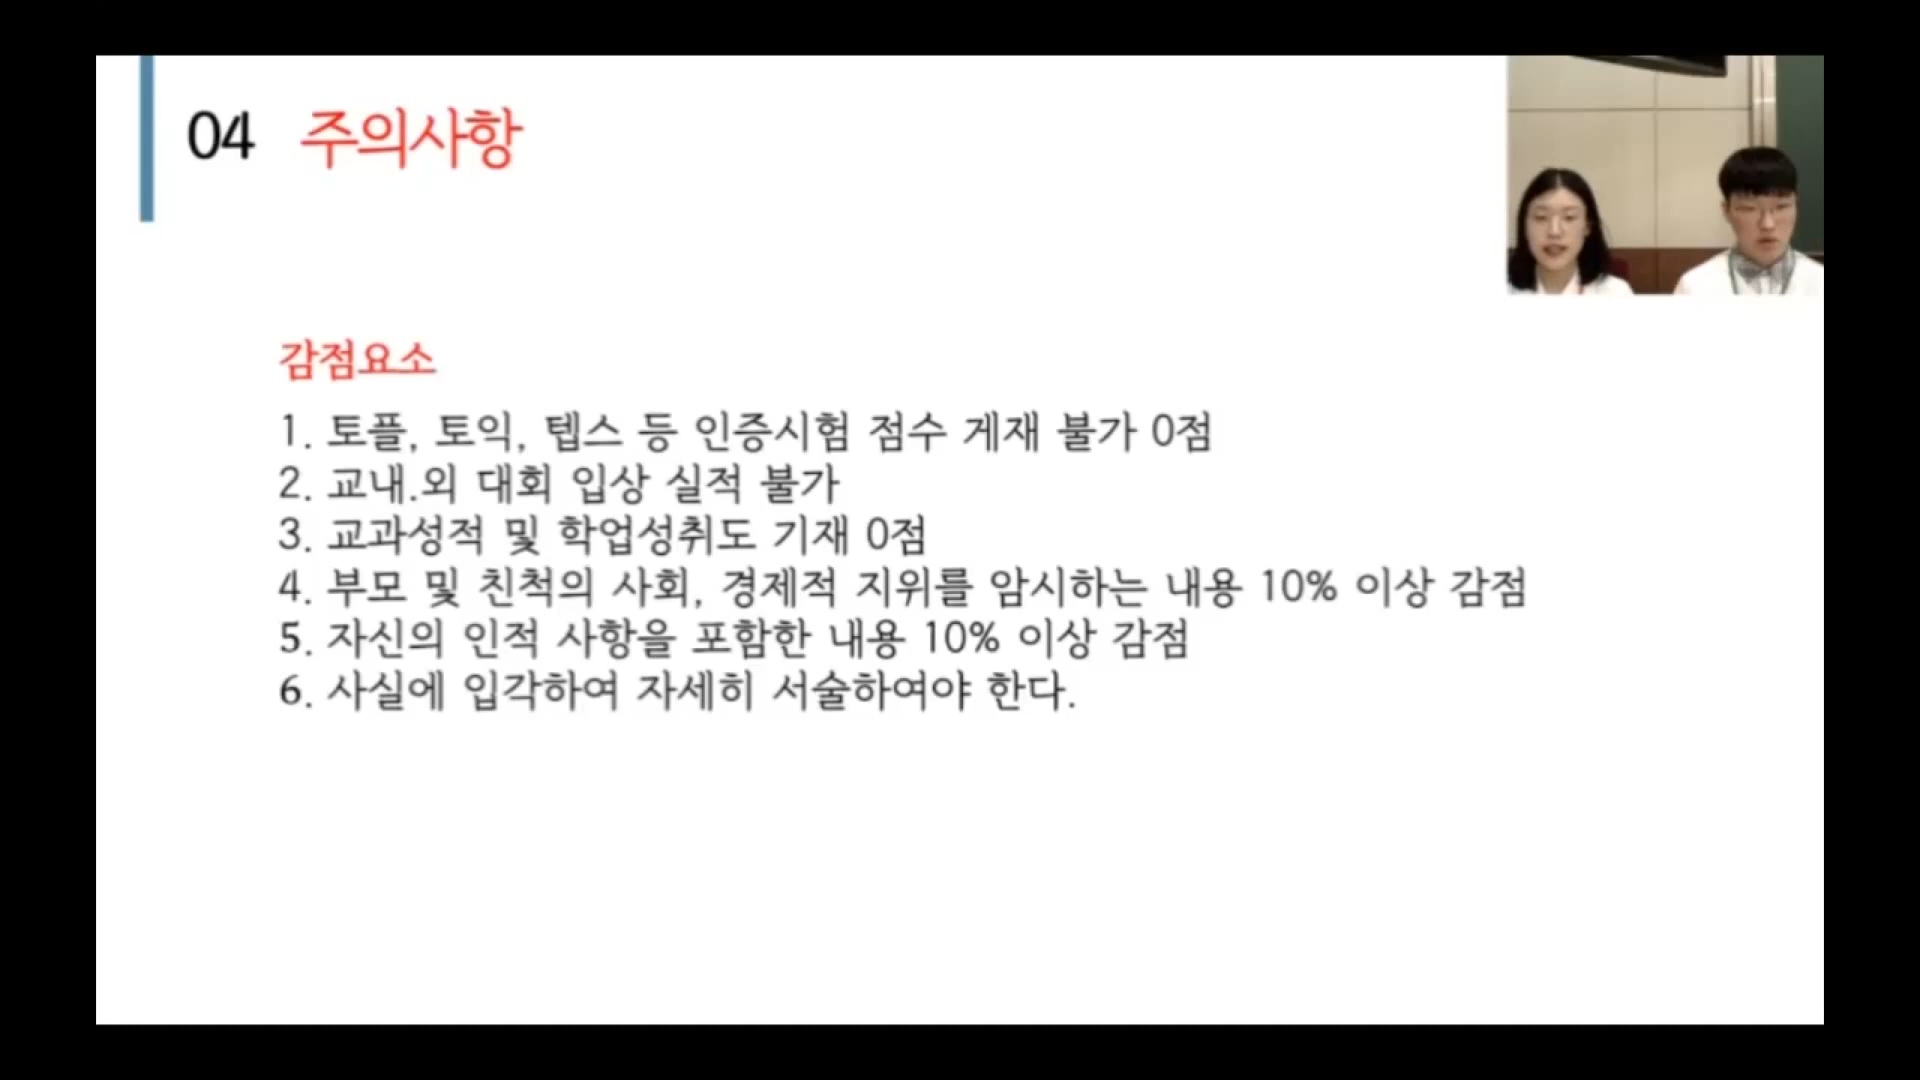 04 주의사항
감점요소
1. 토플, 토익, 텝스 등 인증시험 점수 게재 불가 0점
2. 교내.외 대회 입상 실적 불가
3. 교과성적 및 학업성취도 기재 0점
4. 부모 및 친척의 사회, 경제적 지위를 암시하는 내용 10% 이상 감점
5. 자신의 인적 사항을 포함한 내용 10% 이상 감점
6. 사실에 입각하여 자세히 서술하여야 한다.